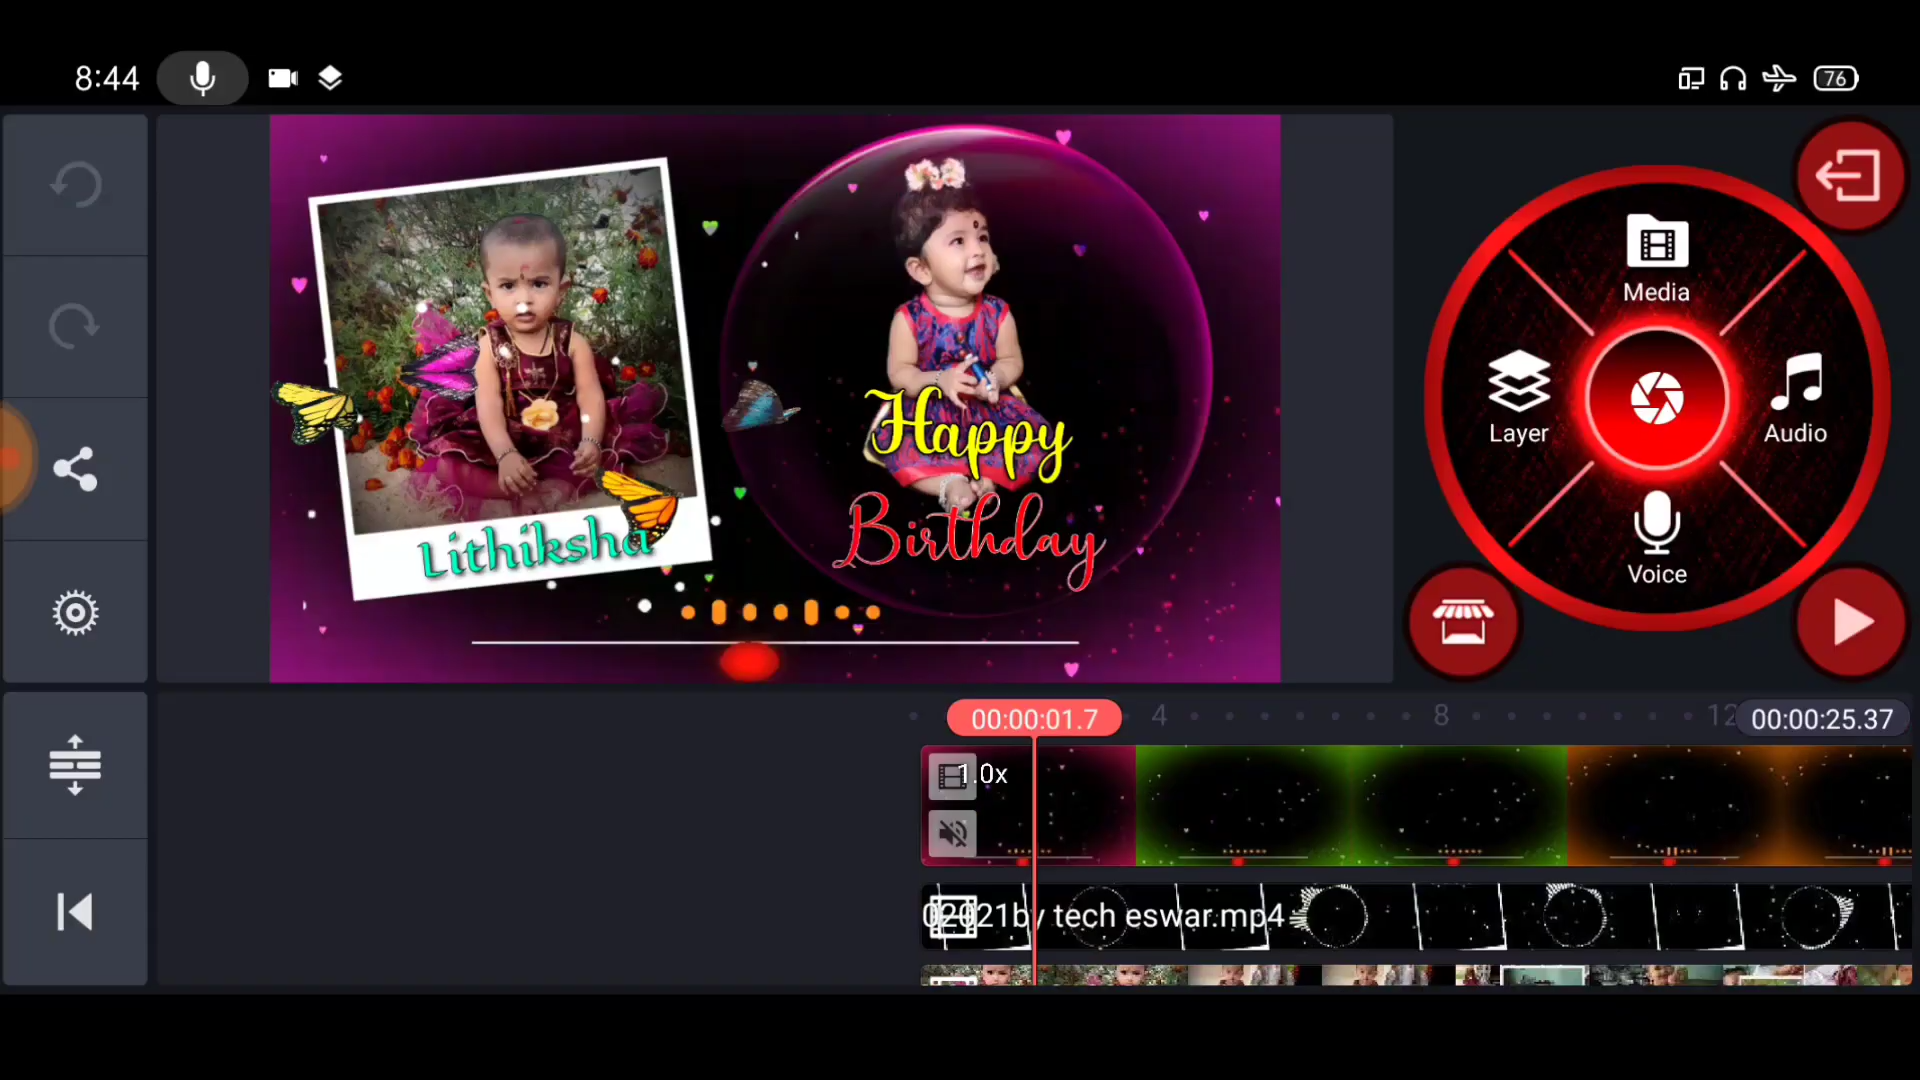 8:44
76
Media
Layer
Audio
Voice
Lithiksha
Happy
Birthday
00:00:01.7
4
8
12
00:00:25.37
1.0x
02021by tech eswar.mp4